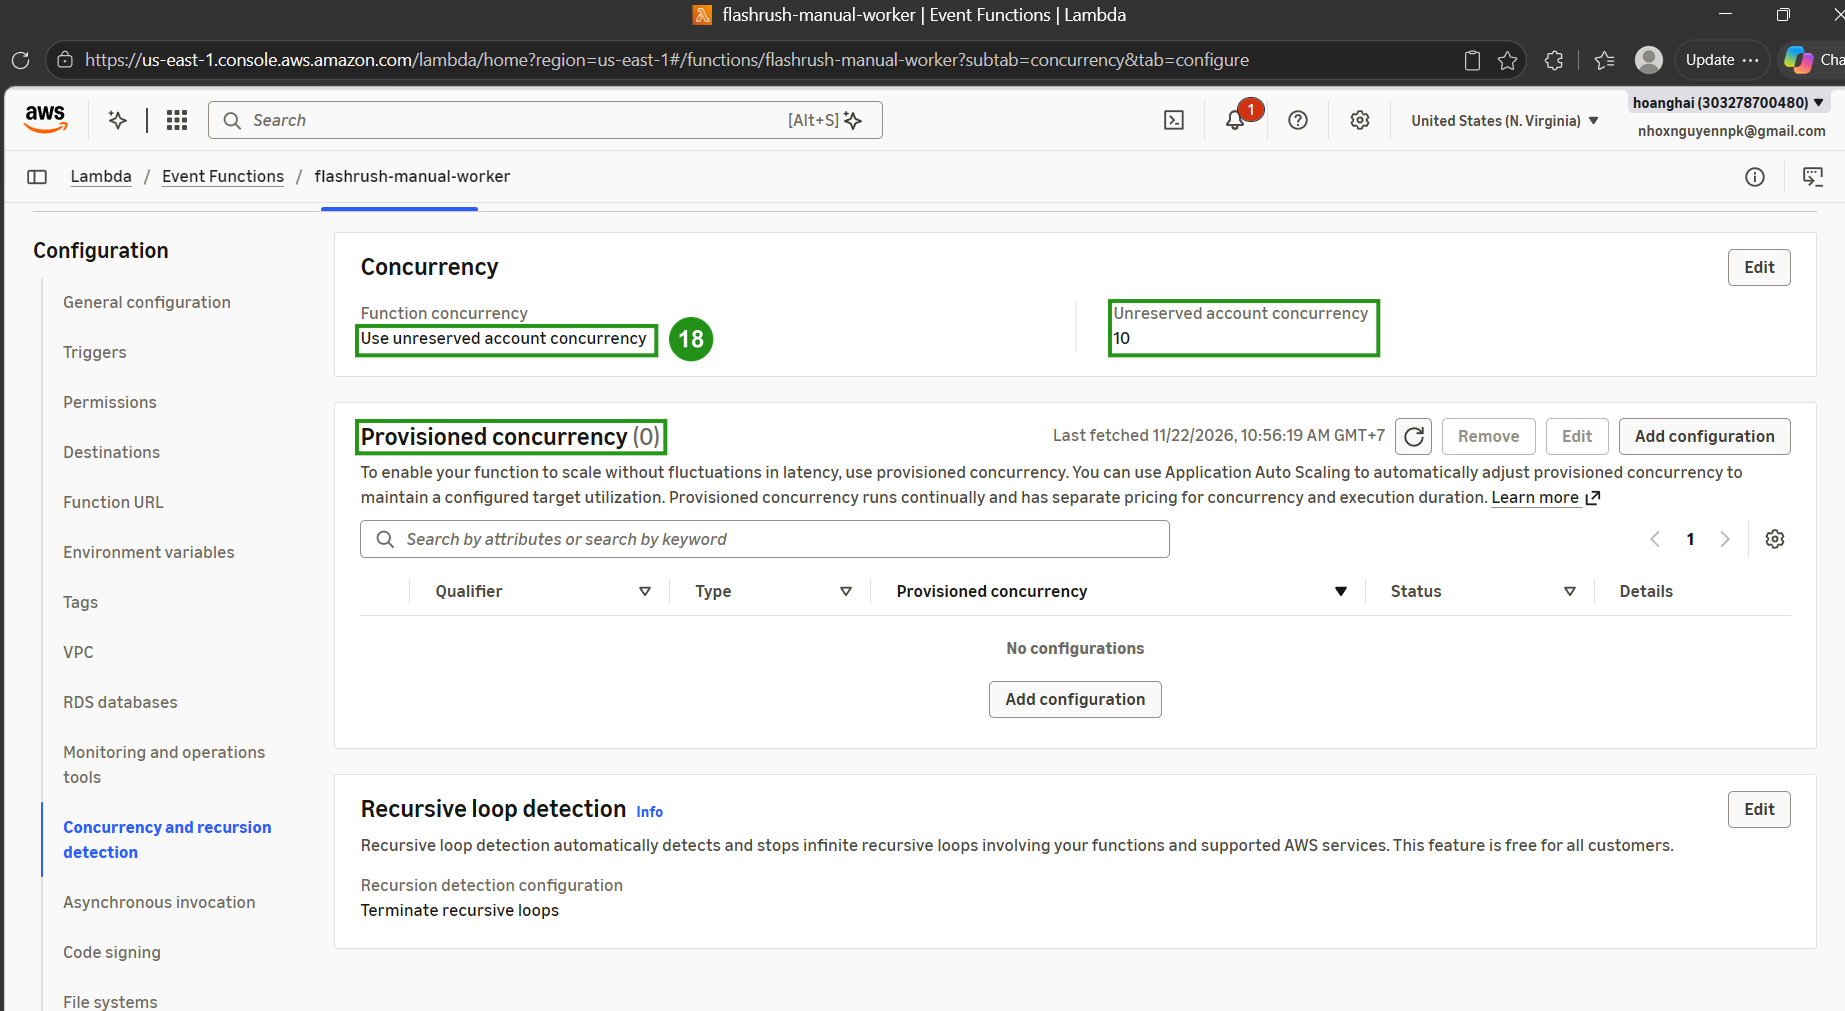 flashrush-manual-worker | Event Functions | Lambda
https://us-east-1.console.aws.amazon.com/lambda/home?region=us-east-1#/functions/flashrush-manual-worker?subtab=concurrency&tab=configure
Update
Cha
aws
Search
[Alt+S]
1
United States (N. Virginia)
hoanghai (303278700480)
nhoxnguyennpk@gmail.com
Lambda / Event Functions / flashrush-manual-worker
Configuration
General configuration
Triggers
Permissions
Destinations
Function URL
Environment variables
Tags
VPC
RDS databases
Monitoring and operations
tools
Concurrency and recursion
detection
Asynchronous invocation
Code signing
File systems
Concurrency
Edit
Function concurrency
Use unreserved account concurrency
18
Unreserved account concurrency
10
Provisioned concurrency (0)
Last fetched 11/22/2026, 10:56:19 AM GMT+7
Remove
Edit
Add configuration
To enable your function to scale without fluctuations in latency, use provisioned concurrency. You can use Application Auto Scaling to automatically adjust provisioned concurrency to
maintain a configured target utilization. Provisioned concurrency runs continually and has separate pricing for concurrency and execution duration. Learn more
Search by attributes or search by keyword
1
Qualifier
Type
Provisioned concurrency
Status
Details
No configurations
Add configuration
Recursive loop detection Info
Edit
Recursive loop detection automatically detects and stops infinite recursive loops involving your functions and supported AWS services. This feature is free for all customers.
Recursion detection configuration
Terminate recursive loops